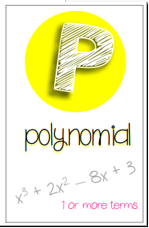 P
polynomial
x³ + 2x² − 8x + 3
1 or more terms